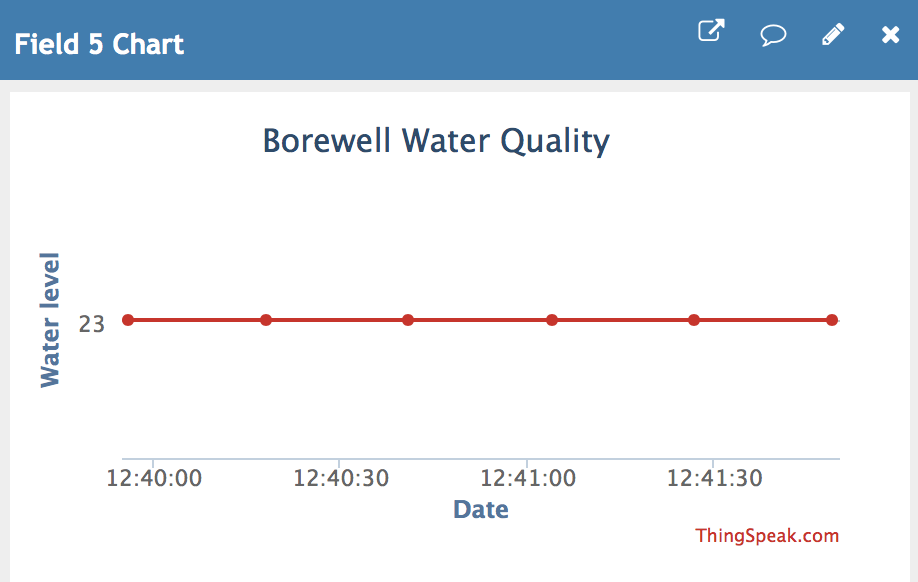 Field 5 Chart
Borewell Water Quality
Water level
23
12:40:00 12:40:30 12:41:00 12:41:30
Date
ThingSpeak.com